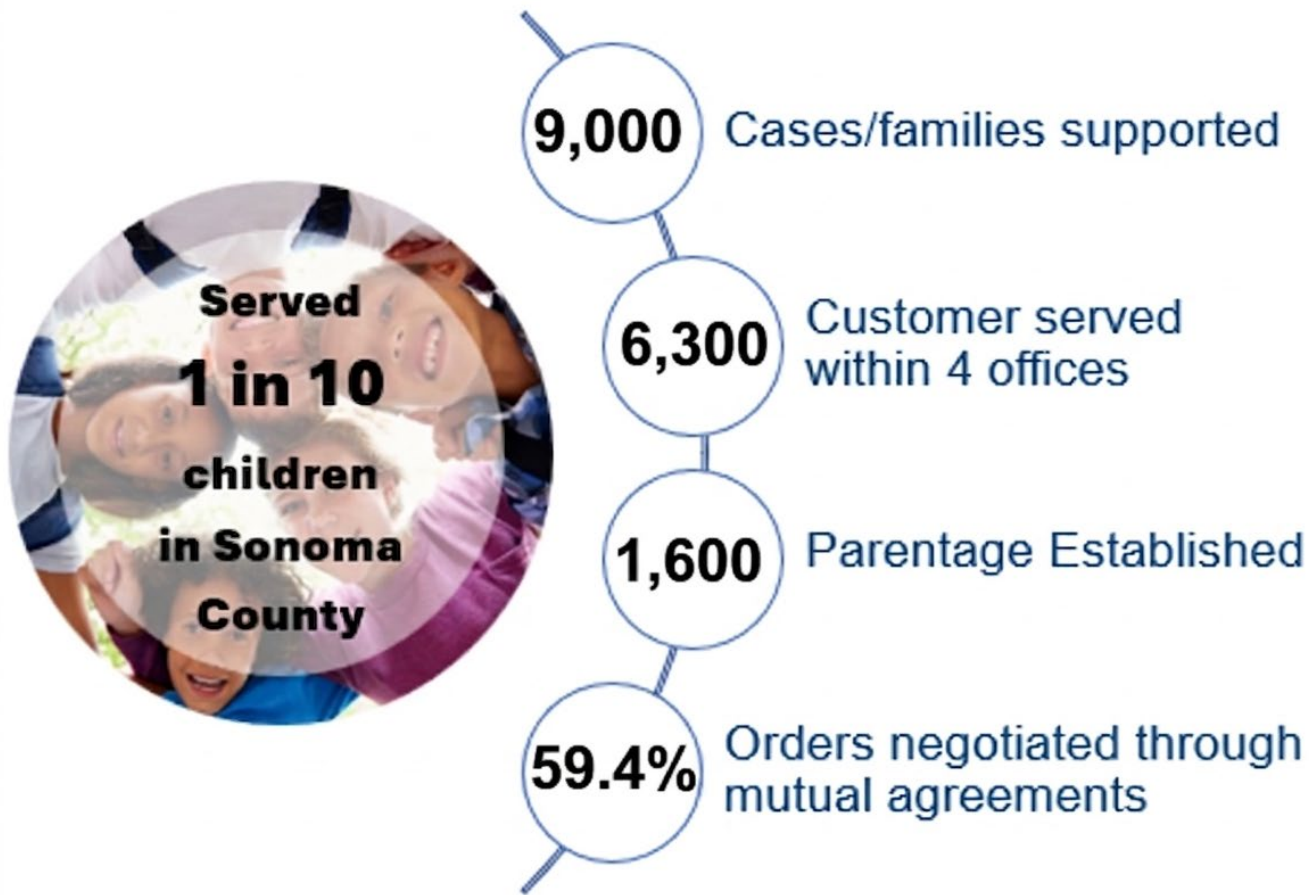 Served
1 in 10
children
in Sonoma
County
9,000
Cases/families supported
6,300
Customer served
within 4 offices
1,600
Parentage Established
59.4%
Orders negotiated through
mutual agreements